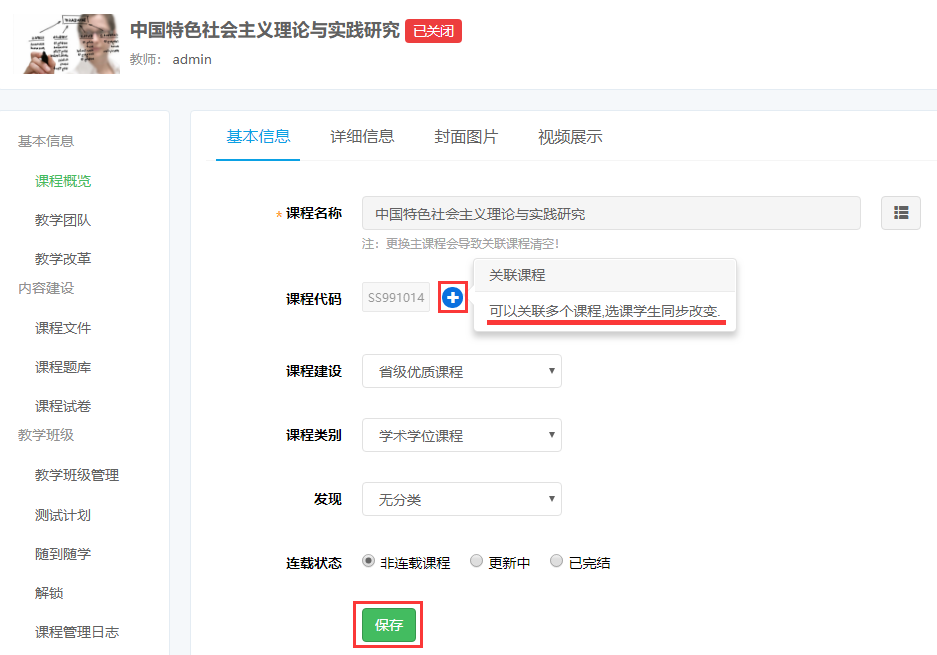 中国特色社会主义理论与实践研究 已关闭
教师： admin
基本信息
课程概览
教学团队
教学改革
内容建设
课程文件
课程题库
课程试卷
教学班级
教学班级管理
测试计划
随到随学
解锁
课程管理日志
基本信息 详细信息 封面图片 视频展示
*课程名称 中国特色社会主义理论与实践研究
注：更换主课程会导致关联课程清空!
课程代码 SS991014
关联课程
可以关联多个课程,选课学生同步改变.
课程建设 省级优质课程
课程类别 学术学位课程
发现 无分类
连载状态 非连载课程 更新中 已完结
保存